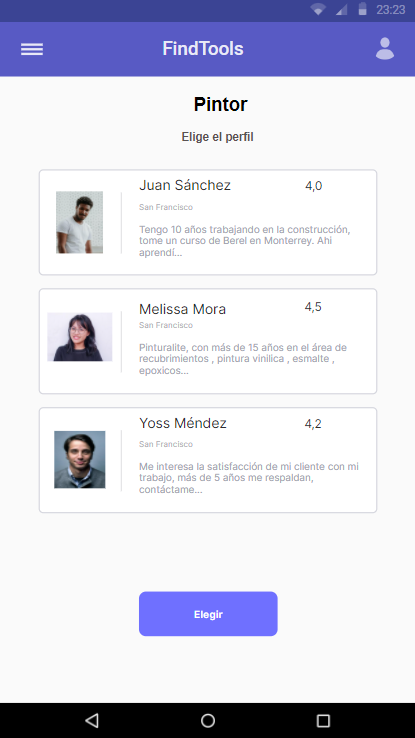 23:23
FindTools
Pintor
Elige el perfil
Juan Sánchez
4,0
San Francisco
Tengo 10 años trabajando en la construcción,
tome un curso de Berel en Monterrey. Ahi
aprendí...
Melissa Mora
4,5
San Francisco
Pinturalite, con más de 15 años en el área de
recubrimientos , pintura vinilica , esmalte ,
epoxicos...
Yoss Méndez
4,2
San Francisco
Me interesa la satisfacción de mi cliente con mi
trabajo, más de 5 años me respaldan,
contáctame...
Elegir